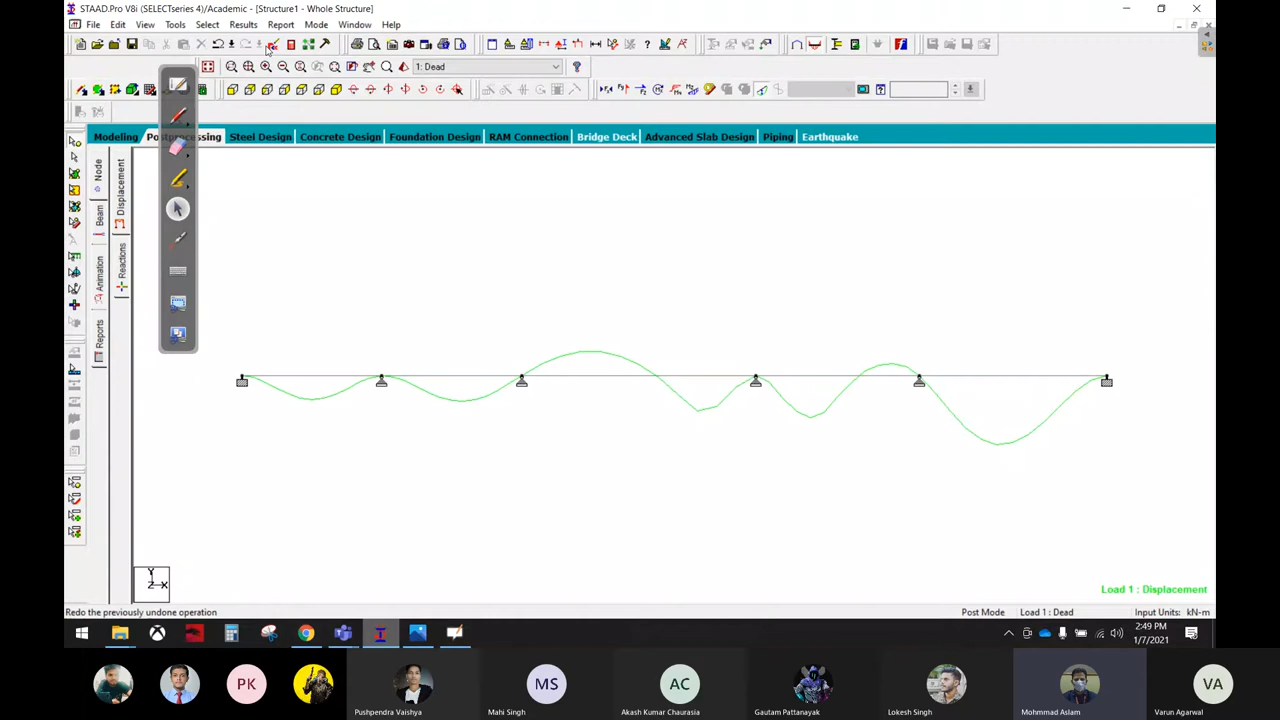 STAAD.Pro V8i (SELECTseries 4)/Academic - [Structure1 - Whole Structure]
File Edit View Tools Select Results Report Mode Window Help
1: Dead
Modeling Postprocessing Steel Design Concrete Design Foundation Design RAM Connection Bridge Deck Advanced Slab Design Piping Earthquake
Node
Beam
Animation
Reports
Displacement
Reactions
Y
Z X
Load 1 : Displacement
Redo the previously undone operation
Post Mode Load 1 : Dead Input Units: kN-m
2:49 PM
1/7/2021
PK MS AC VA
Pushpendra Vaishya Mahi Singh Akash Kumar Chaurasia Gautam Pattanayak Lokesh Singh Mohmmad Aslam Varun Agarwal